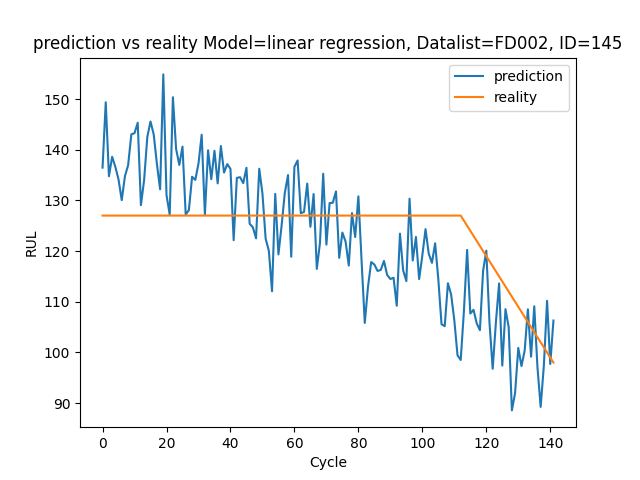 prediction vs reality Model=linear regression, Datalist=FD002, ID=145
prediction
reality
150
140
130
120
110
100
90
RUL
0 20 40 60 80 100 120 140
Cycle